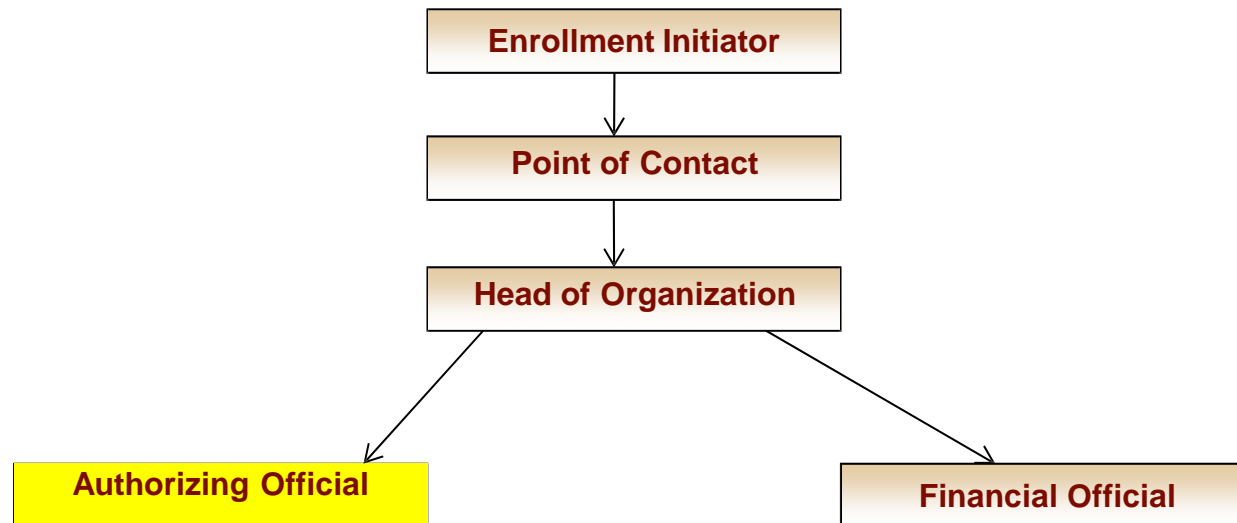 Enrollment Initiator
Point of Contact
Head of Organization
Authorizing Official
Financial Official